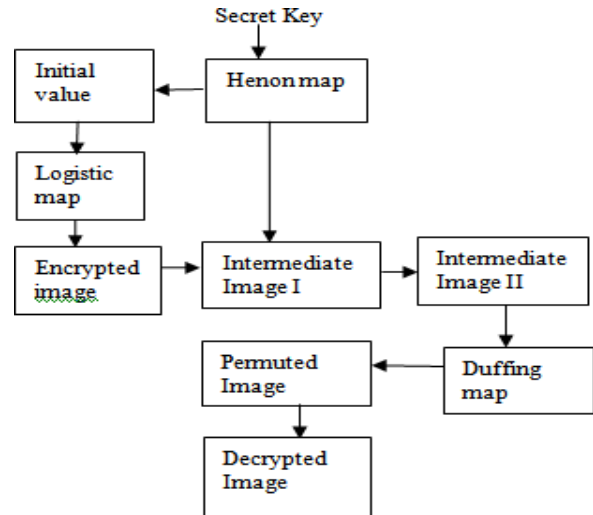 Secret Key
Initial
value
Henon map
Logistic
map
Encrypted
image
Intermediate
Image I
Intermediate
Image II
Permuted
Image
Duffing
map
Decrypted
Image